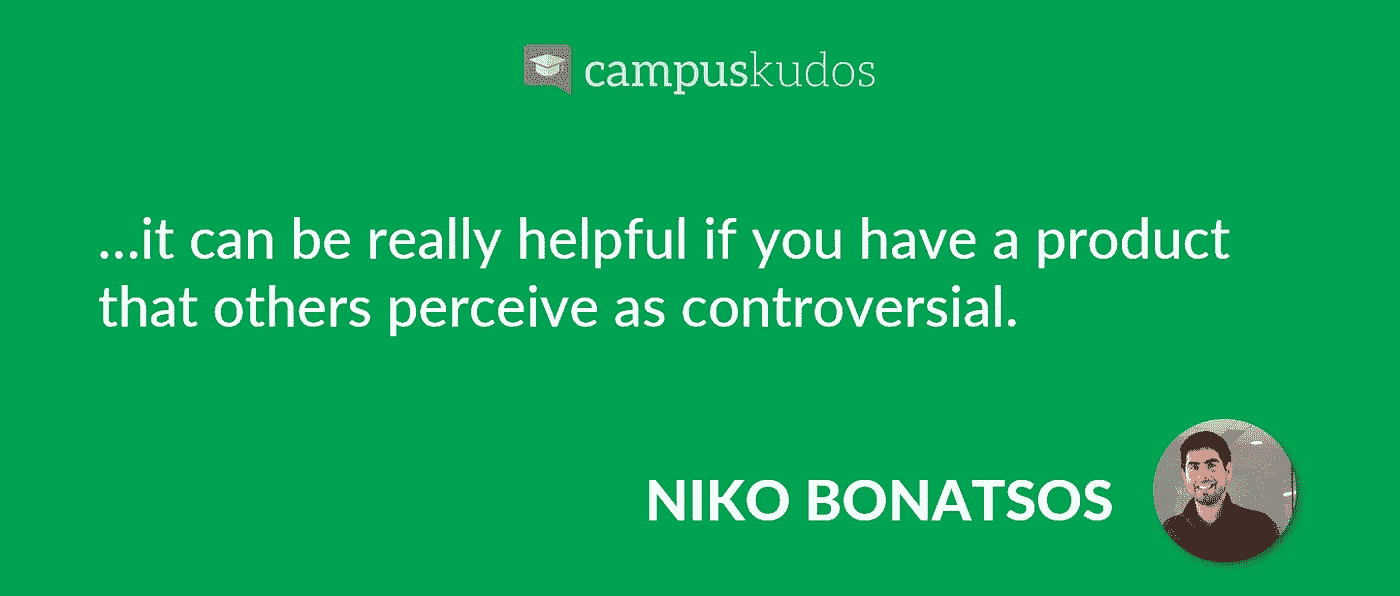 campuskudos
...it can be really helpful if you have a product
that others perceive as controversial.
NIKO BONATSOS